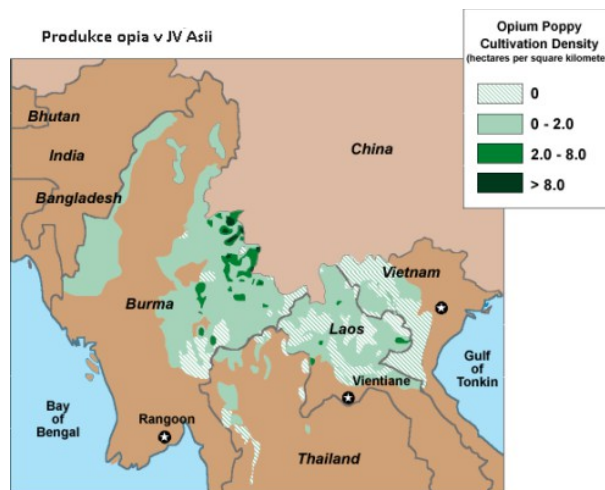 Produkce opia v JV Asii
Opium Poppy
Cultivation Density
(hectares per square kilometer)
0
0 - 2.0
2.0 - 8.0
> 8.0
Bhutan
India
Bangladesh
China
Burma
Vietnam
Laos
Vientiane
Gulf
of
Tonkin
Bay
of
Bengal
Rangoon
Thailand